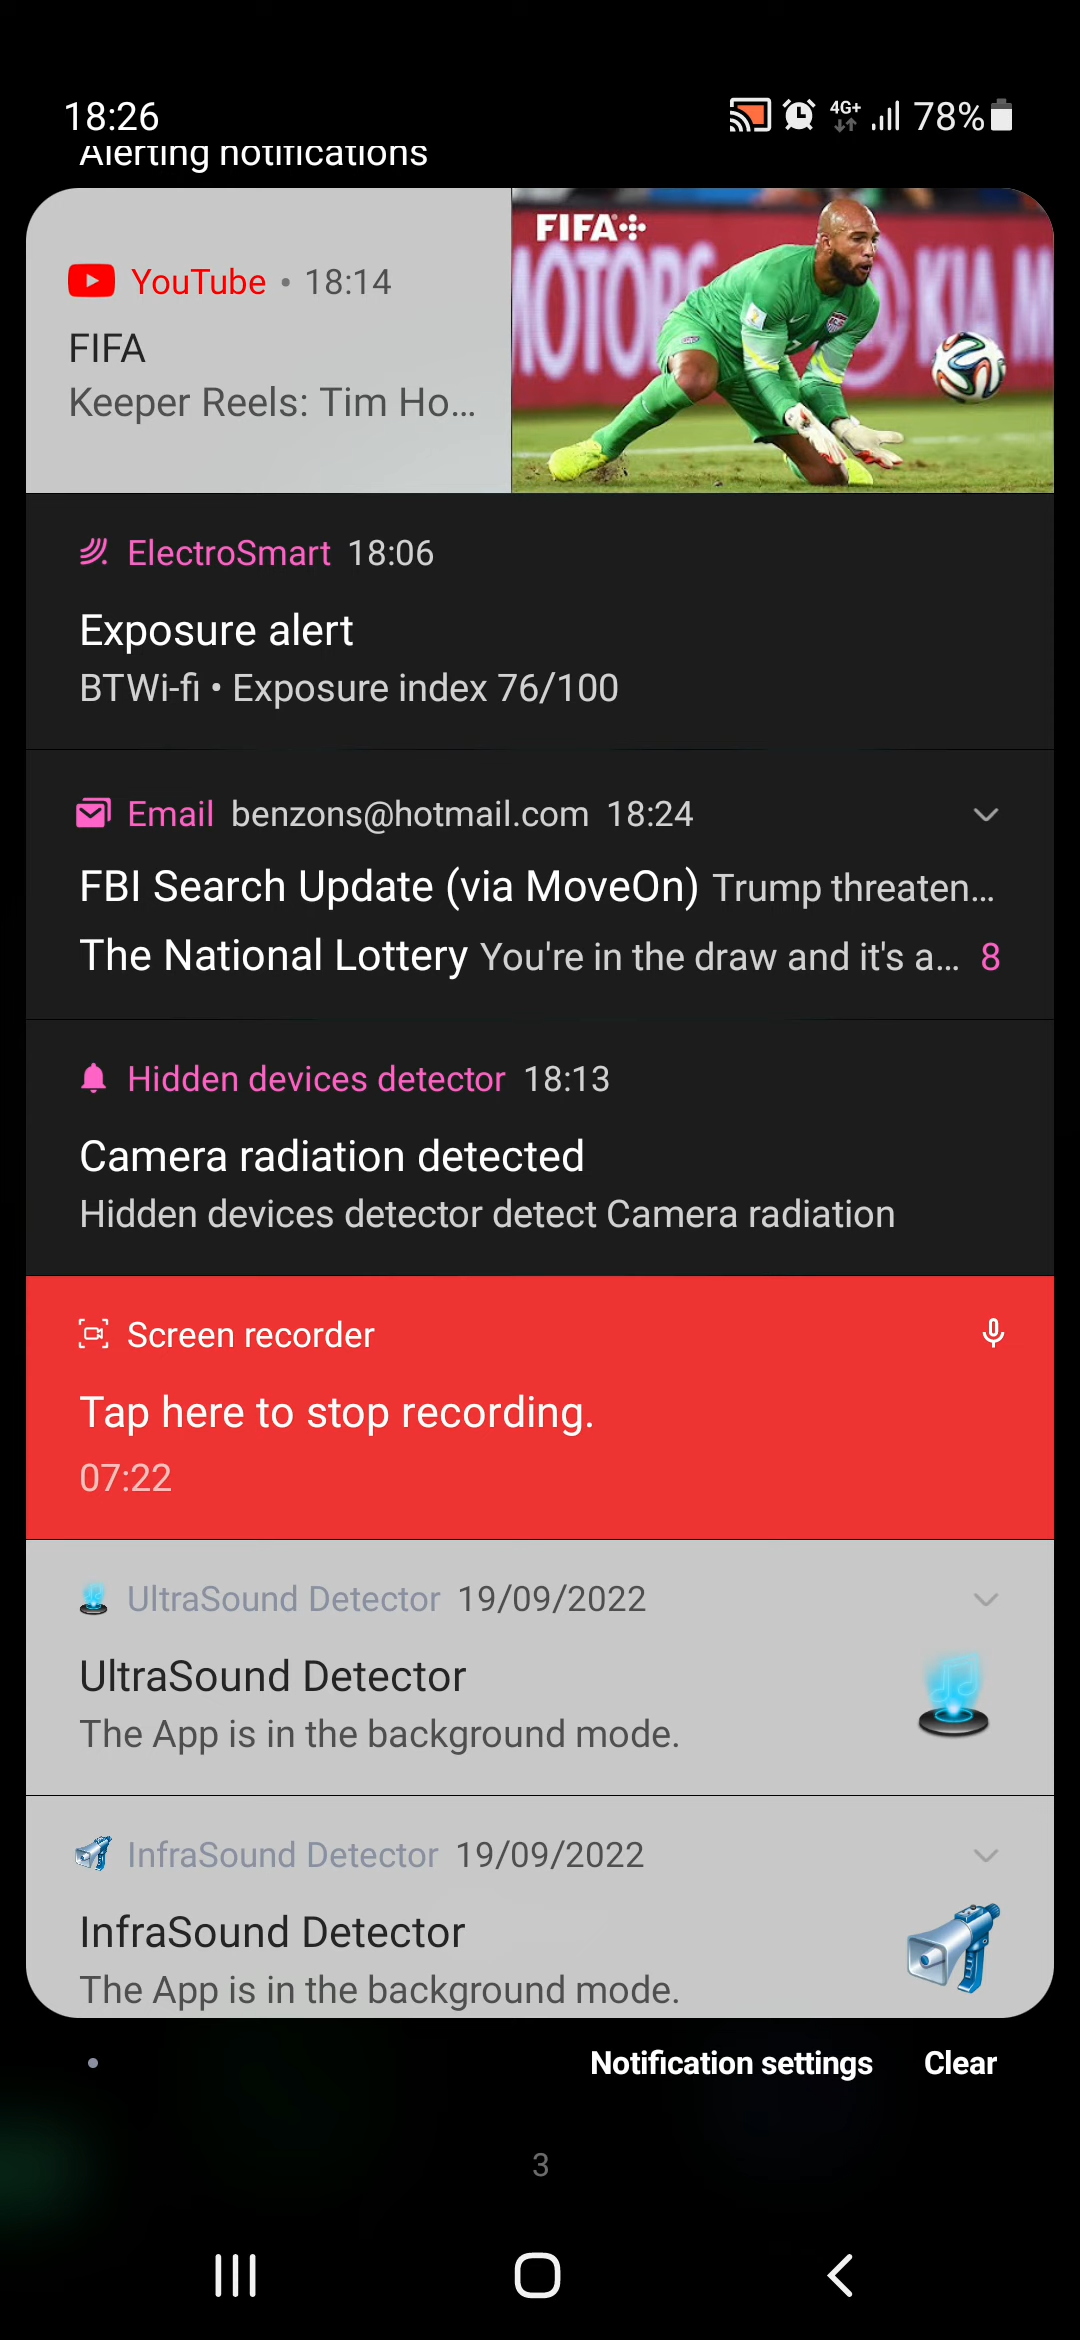 18:26 4G+ 78%
Alerting notifications
YouTube • 18:14
FIFA
Keeper Reels: Tim Ho...
FIFA+
MOTORS KIA M
ElectroSmart 18:06
Exposure alert
BTWi-fi • Exposure index 76/100
Email benzons@hotmail.com 18:24
FBI Search Update (via MoveOn) Trump threaten...
The National Lottery You're in the draw and it's a... 8
Hidden devices detector 18:13
Camera radiation detected
Hidden devices detector detect Camera radiation
Screen recorder
Tap here to stop recording.
07:22
UltraSound Detector 19/09/2022
UltraSound Detector
The App is in the background mode.
InfraSound Detector 19/09/2022
InfraSound Detector
The App is in the background mode.
Notification settings Clear
3